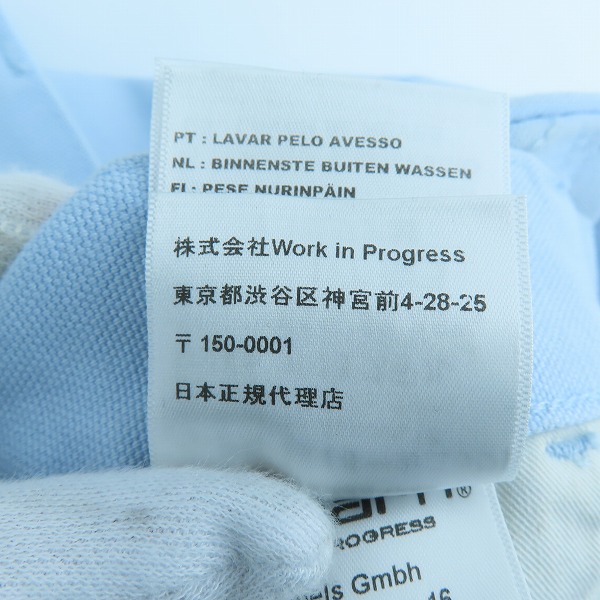 PT : LAVAR PELO AVESSO
NL : BINNENSTE BUITEN WASSEN
FI : PESE NURINPÄIN
株式会社Work in Progress
東京都渋谷区神宮前4-28-25
〒 150-0001
日本正規代理店
®
GmbH
16